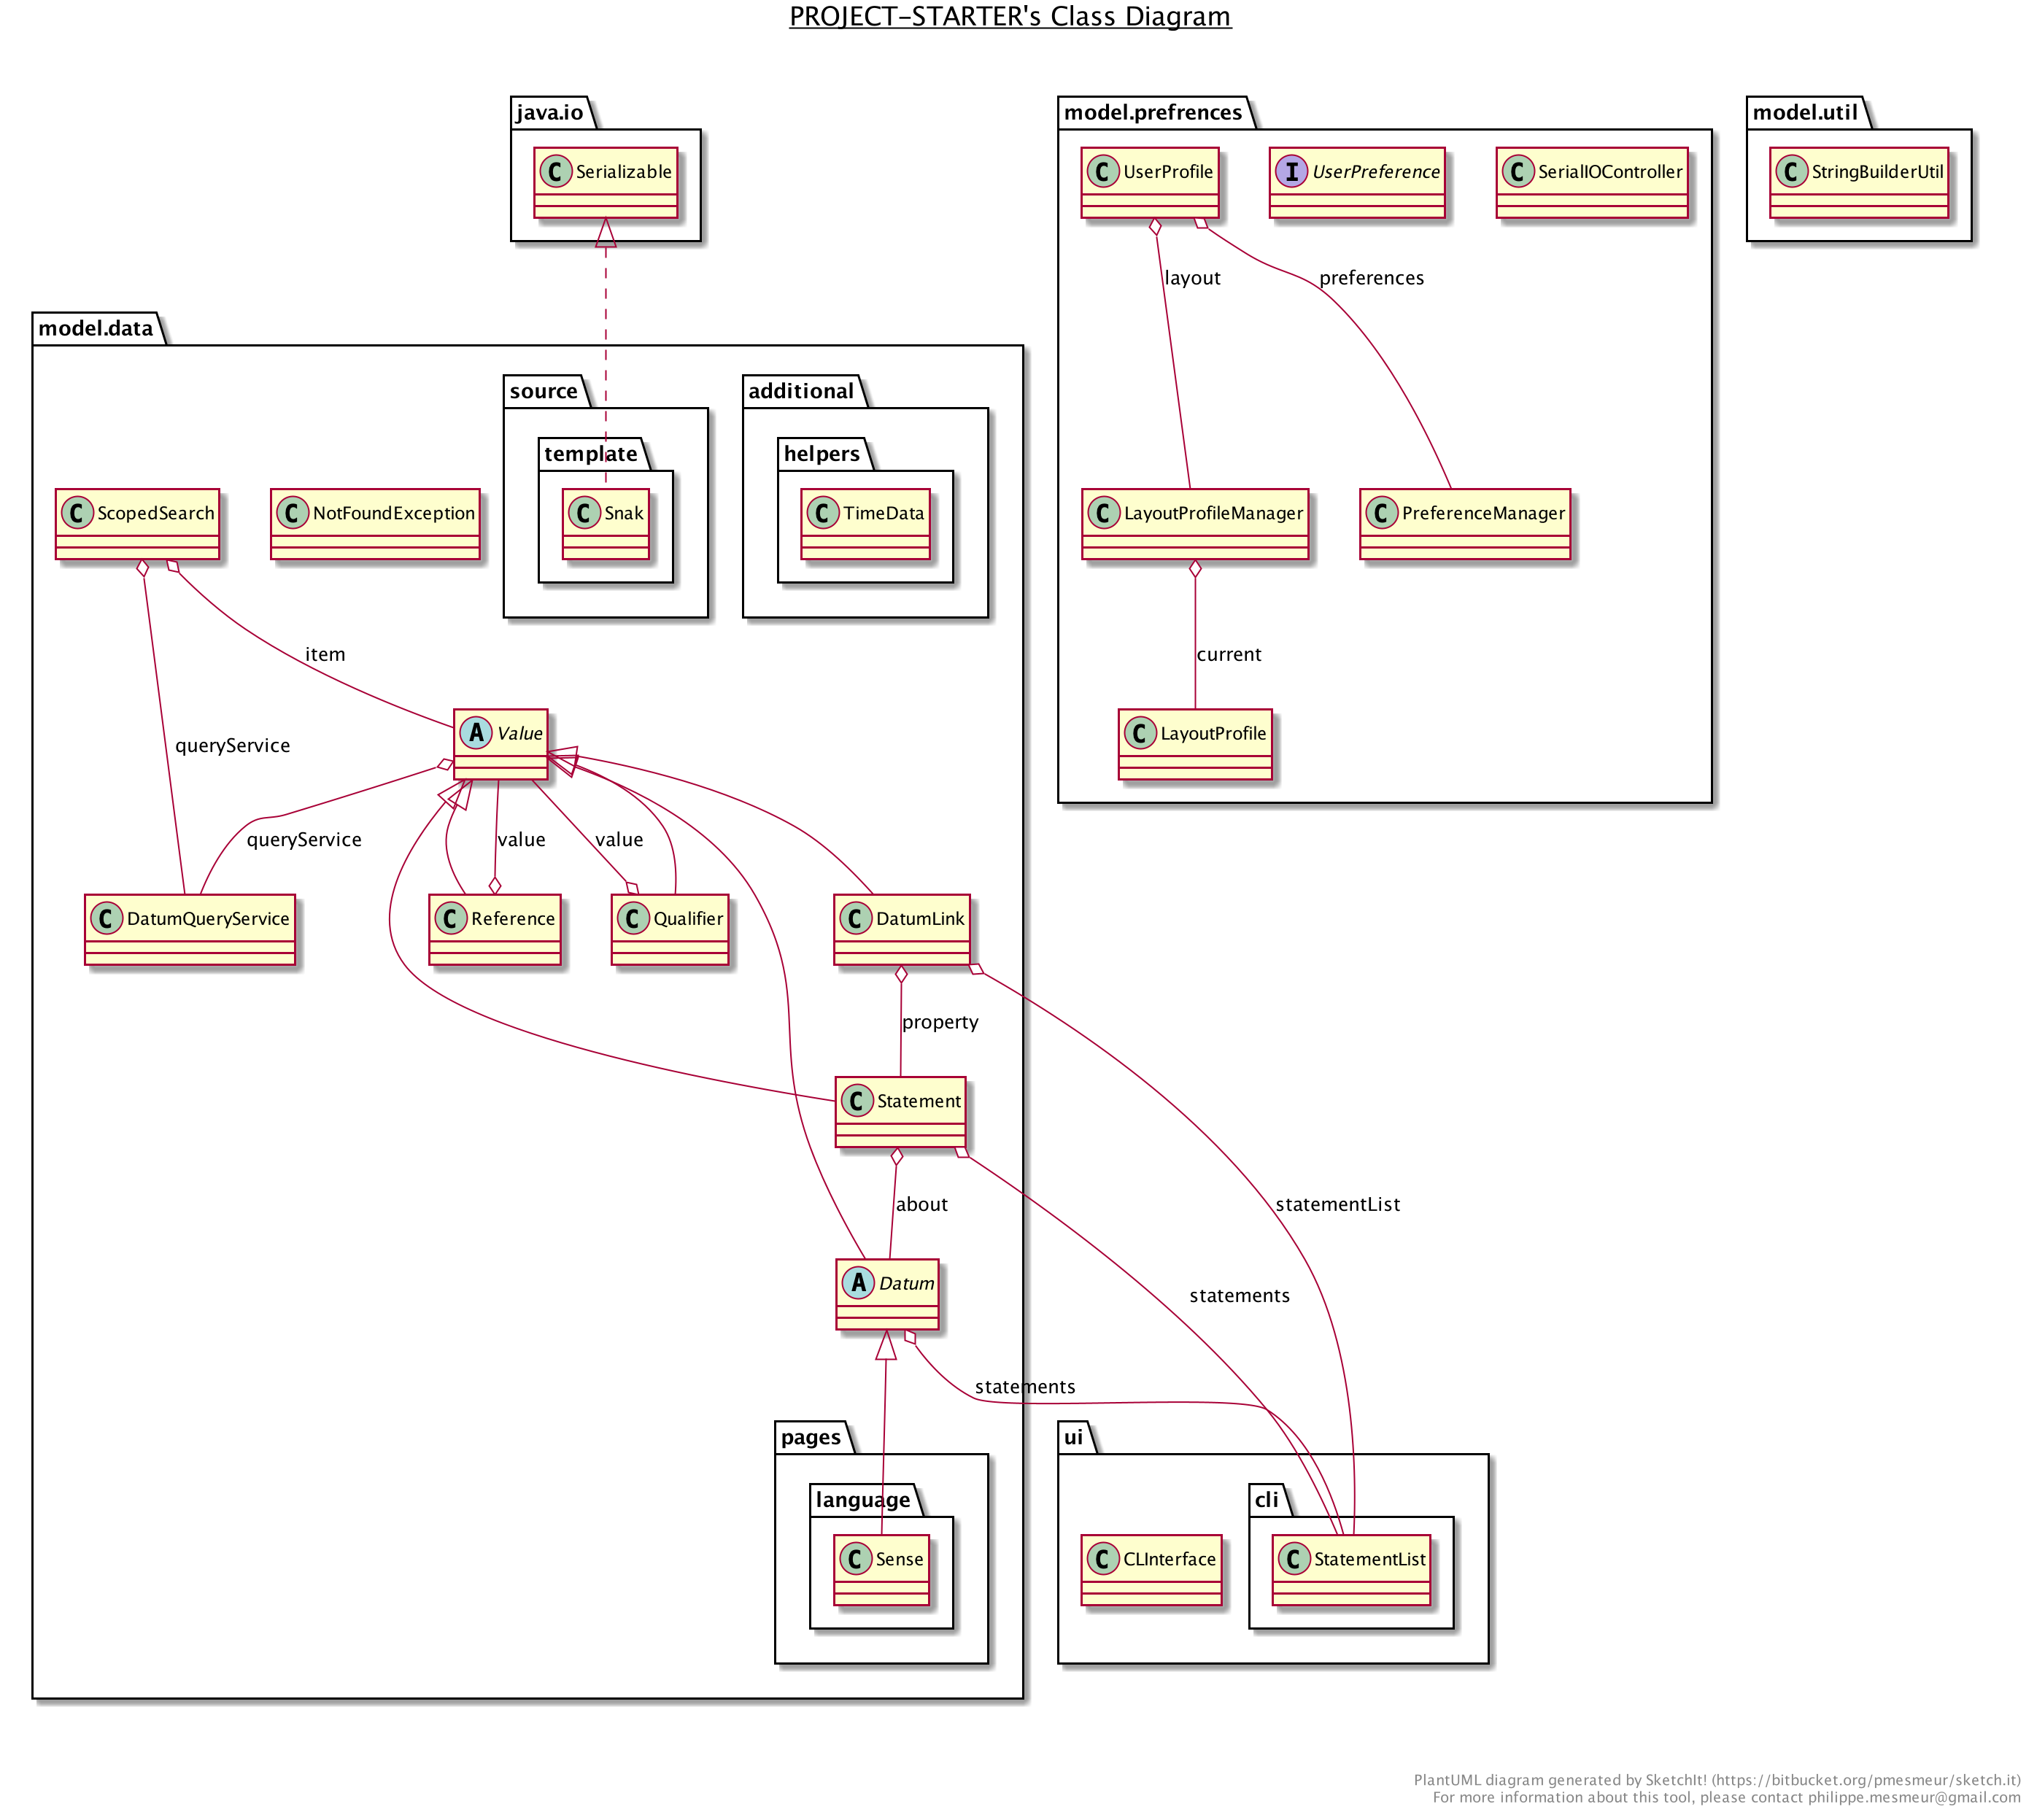 PROJECT-STARTER's Class Diagram
java.io
C Serializable
model.prefrences
C UserProfile
I UserPreference
C SerialIOController
model.util
C StringBuilderUtil
layout
preferences
model.data
source
additional
template
helpers
C ScopedSearch
C NotFoundException
C Snak
C TimeData
C LayoutProfileManager
C PreferenceManager
item
current
queryService
A Value
C LayoutProfile
queryService
value
value
C DatumQueryService
C Reference
C Qualifier
C DatumLink
property
C Statement
about
statementList
A Datum
statements
statements
pages
ui
language
cli
C Sense
C CLInterface
C StatementList
PlantUML diagram generated by SketchIt! (https://bitbucket.org/pmesmeur/sketch.it)
For more information about this tool, please contact philippe.mesmeur@gmail.com